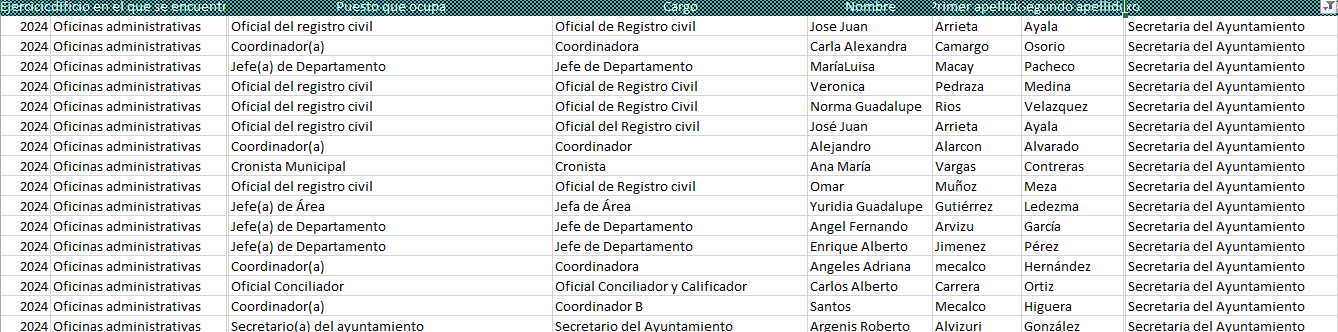 Ejercicio dificio en el que se encuentr Puesto que ocupa Cargo Nombre Primer apellido Segundo apellido xo
2024 Oficinas administrativas Oficial del registro civil Oficial de Registro civil Jose Juan Arrieta Ayala Secretaria del Ayuntamiento
2024 Oficinas administrativas Coordinador(a) Coordinadora Carla Alexandra Camargo Osorio Secretaria del Ayuntamiento
2024 Oficinas administrativas Jefe(a) de Departamento Jefe de Departamento MaríaLuisa Macay Pacheco Secretaria del Ayuntamiento
2024 Oficinas administrativas Oficial del registro civil Oficial de Registro Civil Veronica Pedraza Medina Secretaria del Ayuntamiento
2024 Oficinas administrativas Oficial del registro civil Oficial de Registro Civil Norma Guadalupe Rios Velazquez Secretaria del Ayuntamiento
2024 Oficinas administrativas Oficial del registro civil Oficial del Registro civil José Juan Arrieta Ayala Secretaria del Ayuntamiento
2024 Oficinas administrativas Coordinador(a) Coordinador Alejandro Alarcon Alvarado Secretaria del Ayuntamiento
2024 Oficinas administrativas Cronista Municipal Cronista Ana María Vargas Contreras Secretaria del Ayuntamiento
2024 Oficinas administrativas Oficial del registro civil Oficial de Registro civil Omar Muñoz Meza Secretaria del Ayuntamiento
2024 Oficinas administrativas Jefe(a) de Área Jefa de Área Yuridia Guadalupe Gutiérrez Ledezma Secretaria del Ayuntamiento
2024 Oficinas administrativas Jefe(a) de Departamento Jefe de Departamento Angel Fernando Arvizu García Secretaria del Ayuntamiento
2024 Oficinas administrativas Jefe(a) de Departamento Jefe de Departamento Enrique Alberto Jimenez Pérez Secretaria del Ayuntamiento
2024 Oficinas administrativas Coordinador(a) Coordinadora Angeles Adriana mecalco Hernández Secretaria del Ayuntamiento
2024 Oficinas administrativas Oficial Conciliador Oficial Conciliador y Calificador Carlos Alberto Carrera Ortiz Secretaria del Ayuntamiento
2024 Oficinas administrativas Coordinador(a) Coordinador B Santos Mecalco Higuera Secretaria del Ayuntamiento
2024 Oficinas administrativas Secretario(a) del ayuntamiento Secretario del Ayuntamiento Argenis Roberto Alvizuri González Secretaria del Ayuntamiento